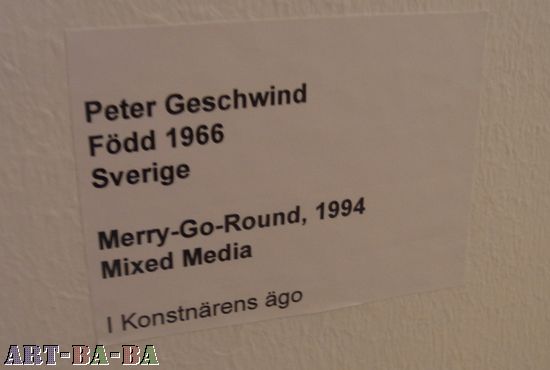 Peter Geschwind
Född 1966
Sverige
Merry-Go-Round, 1994
Mixed Media
I Konstnärens ägo
ART-BA-BA